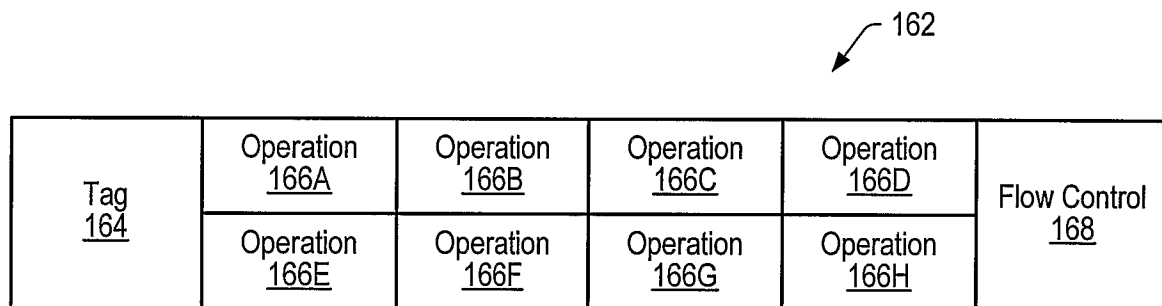 162
Tag
164
Operation
166A
Operation
166B
Operation
166C
Operation
166D
Operation
166E
Operation
166F
Operation
166G
Operation
166H
Flow Control
168